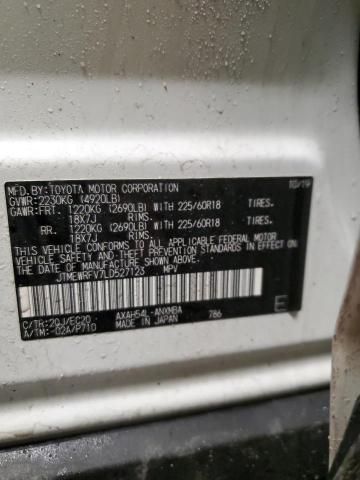 MFD.BY:TOYOTA MOTOR CORPORATION 10/19
GVWR:2230KG (4920LB)
GAWR:FRT. 1220KG (2690LB) WITH 225/60R18
18X7J RIMS.
RR. 1220KG (2690LB) WITH 225/60R18
18X7J RIMS.
THIS VEHICLE CONFORMS TO ALL APPLICABLE FEDERAL MOTOR
VEHICLE SAFETY, BUMPER, AND THEFT PREVENTION STANDARDS IN
EFFECT ON THE DATE OF MANUFACTURE SHOWN ABOVE.
JTMEWRFV7LD527123 MPV
C/TR:20J/EC20 AXAH54L-ANXMBA E
A/TM:-02A/P710 MADE IN JAPAN 786